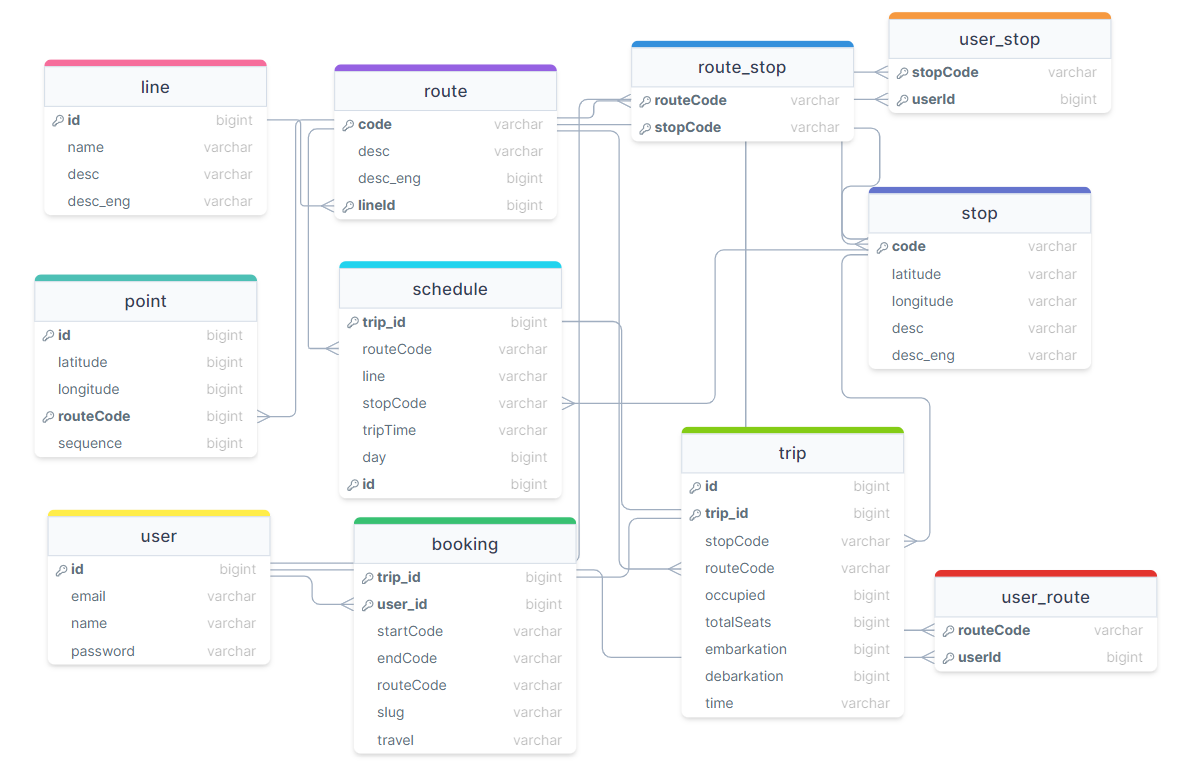 line
id bigint
name varchar
desc varchar
desc_eng varchar
route
code varchar
desc varchar
desc_eng bigint
lineId bigint
route_stop
routeCode varchar
stopCode varchar
user_stop
stopCode varchar
userId bigint
stop
code varchar
latitude varchar
longitude varchar
desc varchar
desc_eng varchar
point
id bigint
latitude bigint
longitude bigint
routeCode bigint
sequence bigint
schedule
trip_id bigint
routeCode varchar
line varchar
stopCode varchar
tripTime varchar
day bigint
id bigint
trip
id bigint
trip_id bigint
stopCode varchar
routeCode varchar
occupied bigint
totalSeats bigint
embarkation bigint
debarkation bigint
time varchar
user
id bigint
email varchar
name varchar
password varchar
booking
trip_id bigint
user_id bigint
startCode varchar
endCode varchar
routeCode varchar
slug varchar
travel varchar
user_route
routeCode varchar
userId bigint